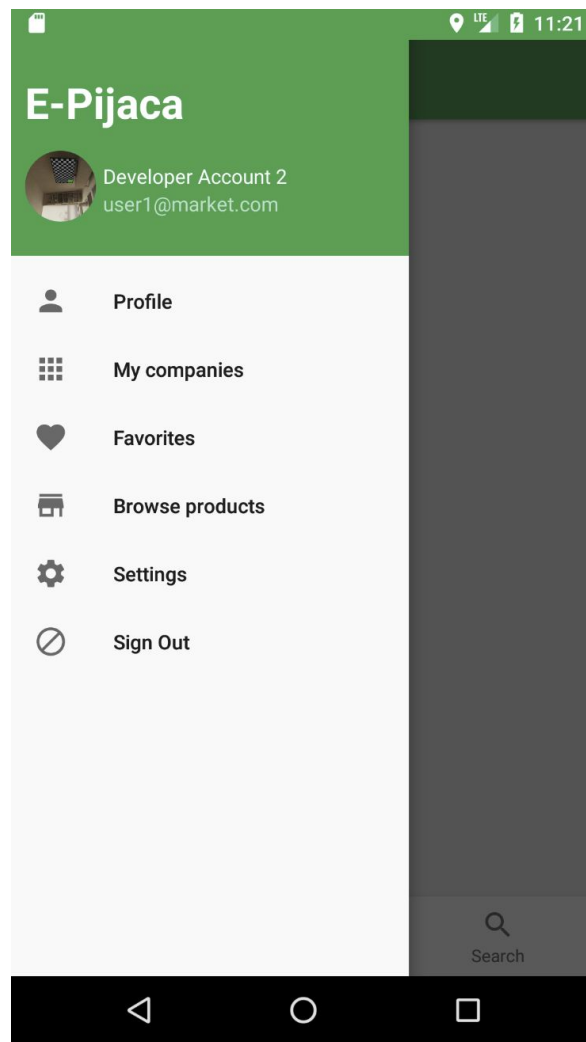 LTE 11:21
E-Pijaca
Developer Account 2
user1@market.com
Profile
My companies
Favorites
Browse products
Settings
Sign Out
Search